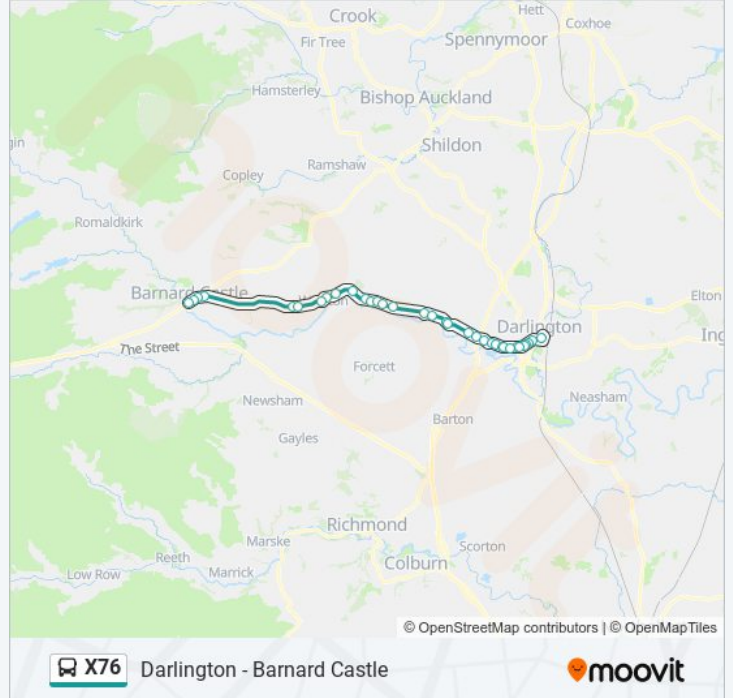 Crook
Hett
Coxhoe
Fir Tree
Spennymoor
Hamsterley
Bishop Auckland
gin
Shildon
Ramshaw
Copley
Romaldkirk
Barnard Castle
Elton
Darlington
Ing
The Street
Forcett
Neasham
Newsham
Barton
Gayles
Richmond
Marske
Scorton
Reeth
Colburn
Low Row
Marrick
© OpenStreetMap contributors | © OpenMapTiles
X76 Darlington - Barnard Castle
moovit